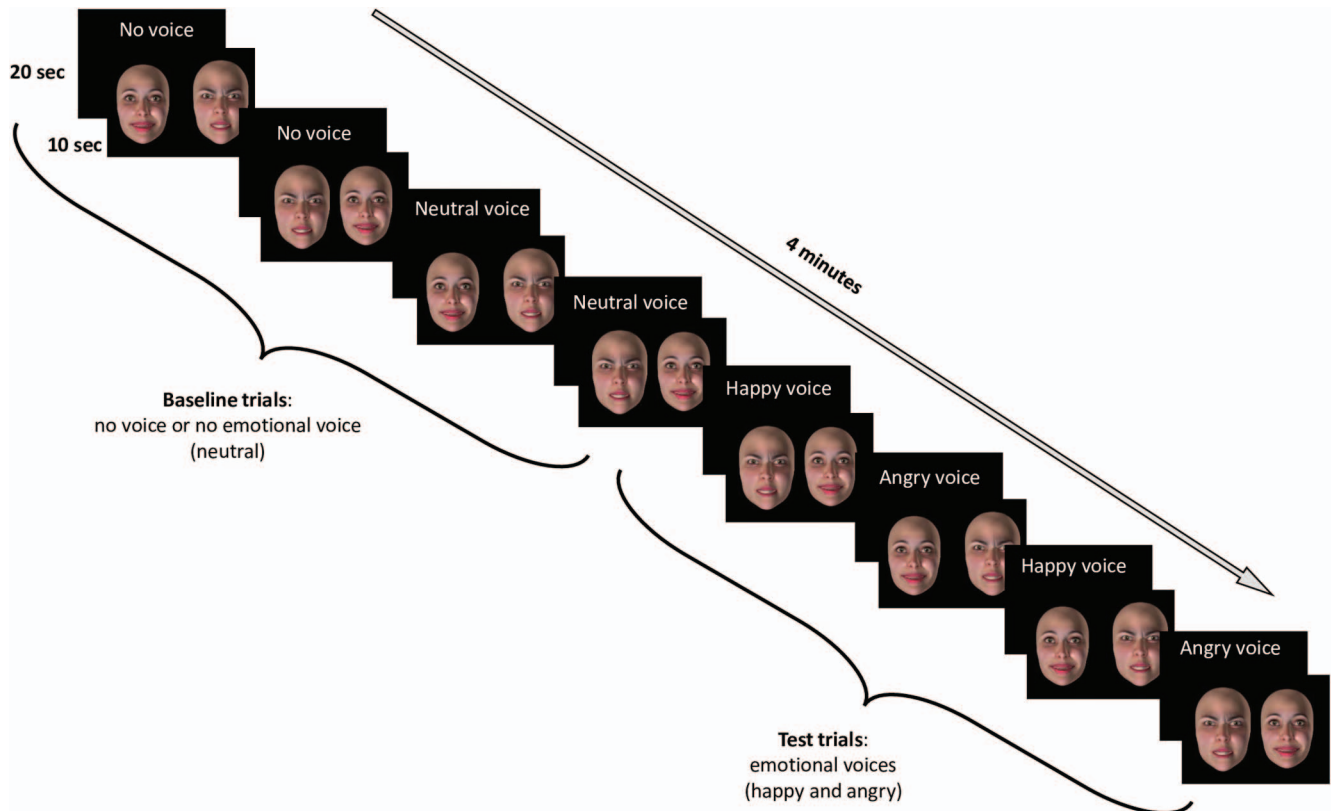 No voice
20 sec
10 sec
No voice
Neutral voice
4 minutes
Neutral voice
Happy voice
Baseline trials:
no voice or no emotional voice
(neutral)
Angry voice
Happy voice
Angry voice
Test trials:
emotional voices
(happy and angry)